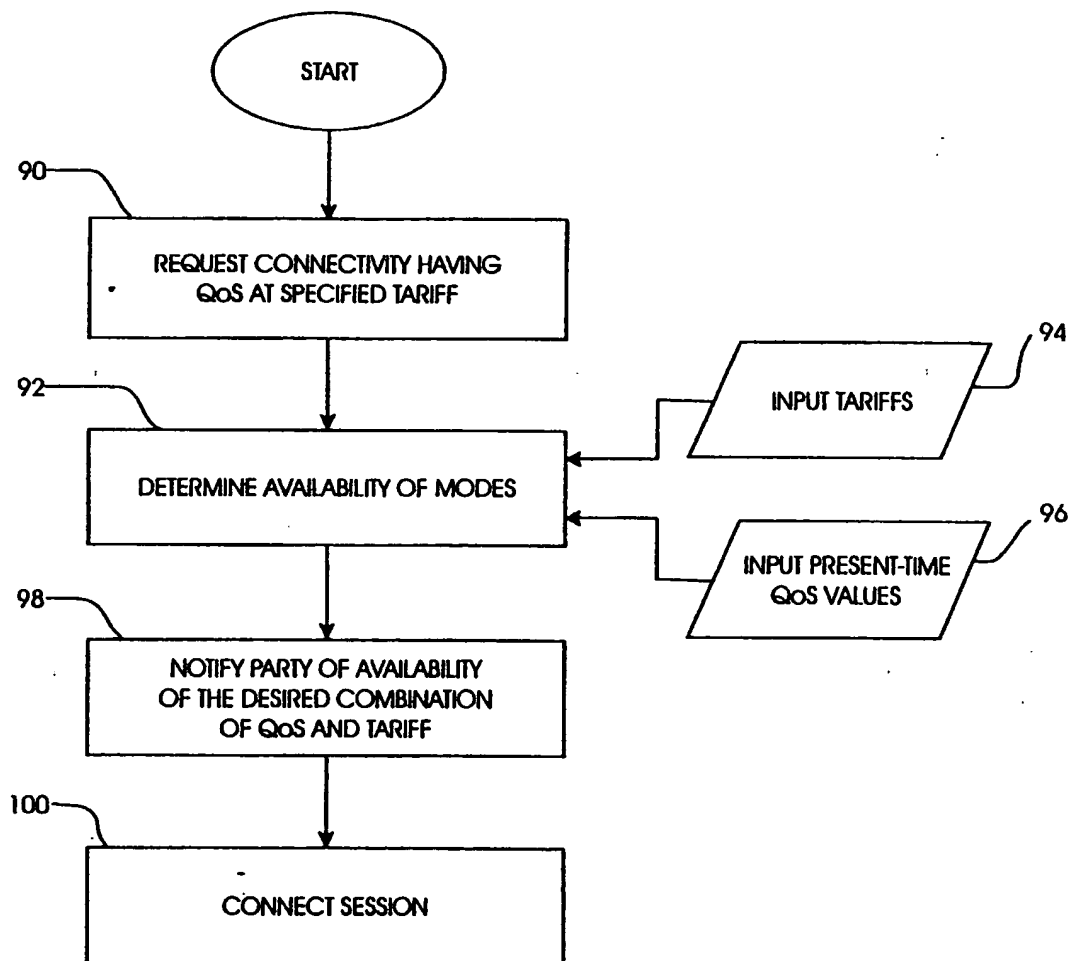 START
90
REQUEST CONNECTIVITY HAVING
QoS AT SPECIFIED TARIFF
92
94
INPUT TARIFFS
DETERMINE AVAILABILITY OF MODES
96
INPUT PRESENT-TIME
QoS VALUES
98
NOTIFY PARTY OF AVAILABILITY
OF THE DESIRED COMBINATION
OF QoS AND TARIFF
100
CONNECT SESSION